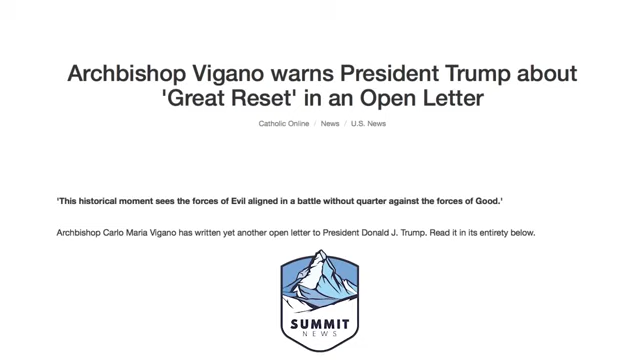 Archbishop Vigano warns President Trump about
'Great Reset' in an Open Letter
Catholic Online / News / U.S. News
'This historical moment sees the forces of Evil aligned in a battle without quarter against the forces of Good.'
Archbishop Carlo Maria Vigano has written yet another open letter to President Donald J. Trump. Read it in its entirety below.
SUMMIT
NEWS